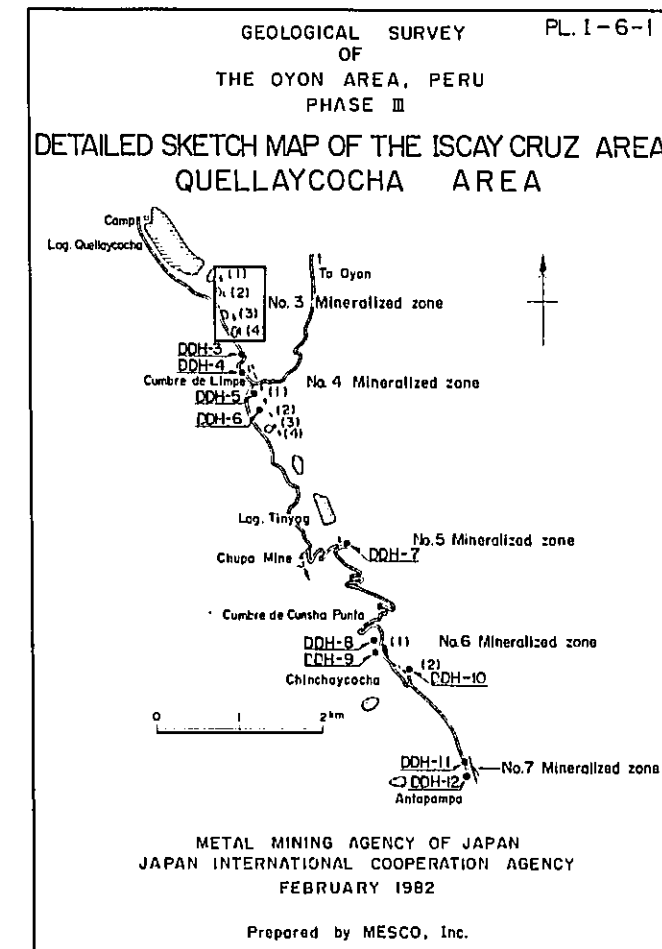 PL. I-6-1
GEOLOGICAL SURVEY
OF
THE OYON AREA, PERU
PHASE III
DETAILED SKETCH MAP OF THE ISCAY CRUZ AREA
QUELLAYCOCHA AREA
Camp
Lag. Quellaycocha
To Oyon
(1)
(2)
(3)
(4)
No. 3 Mineralized zone
DDH-3
DDH-4
Cumbre de Limpe
No. 4 Mineralized zone
DDH-5
(1)
DDH-6
(2)
(3)
(4)
Lag. Tinyag
No.5 Mineralized zone
Chupa Mine
DDH-7
Cumbre de Cunsha Punta
DDH-8
(1)
No.6 Mineralized zone
DDH-9
(2)
DDH-10
Chinchaycocha
0 1 2 km
DDH-11
No.7 Mineralized zone
DDH-12
Antapampa
METAL MINING AGENCY OF JAPAN
JAPAN INTERNATIONAL COOPERATION AGENCY
FEBRUARY 1982
Prepared by MESCO, Inc.